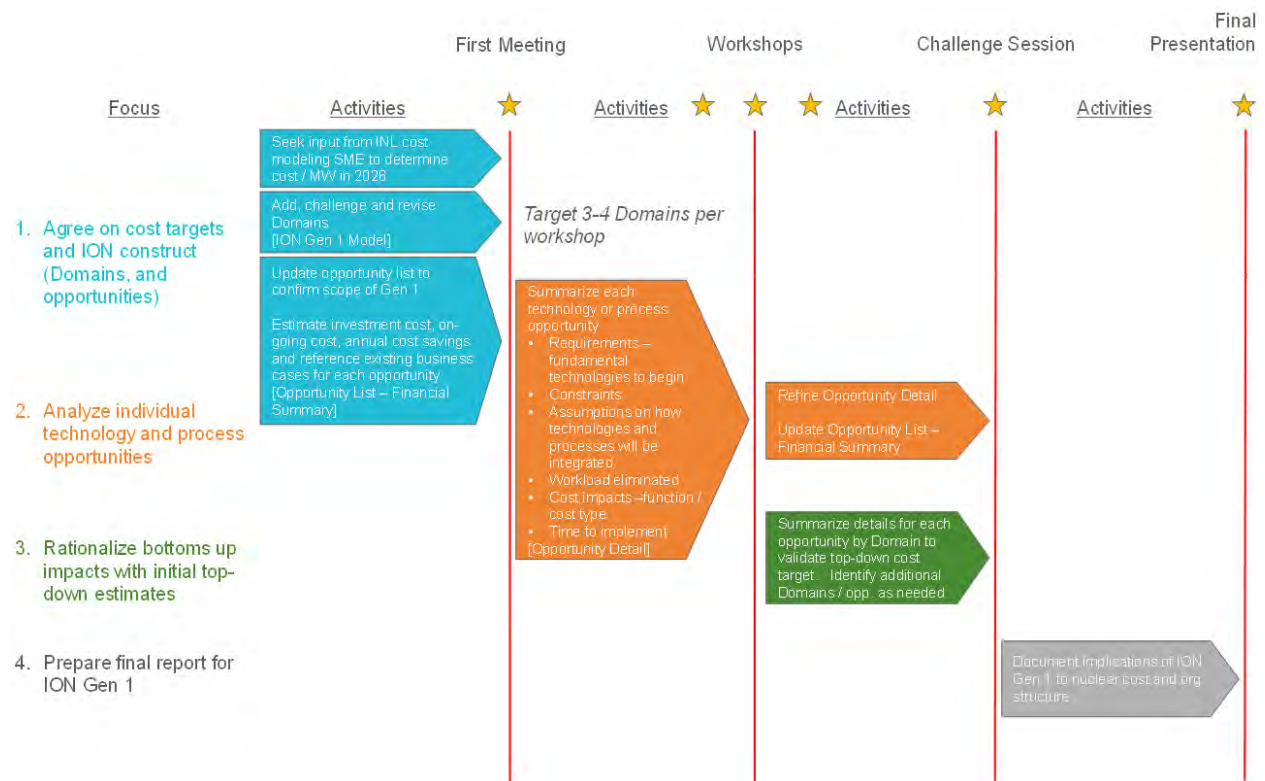 First Meeting
Workshops
Challenge Session
Final
Presentation
Focus
Activities
Activities
Activities
Activities
1. Agree on cost targets
and ION construct
(Domains, and
opportunities)
2. Analyze individual
technology and process
opportunities
3. Rationalize bottoms up
impacts with initial top-
down estimates
4. Prepare final report for
ION Gen 1
Seek input from INL cost
modeling SME to determine
cost / MW in 2026
Add, challenge and revise
Domains
[ION Gen 1 Model]
Update opportunity list to
confirm scope of Gen 1
Estimate investment cost, on-
going cost, annual cost savings
and reference existing business
cases for each opportunity
[Opportunity List – Financial
Summary]
Target 3-4 Domains per
workshop
Summarize each
technology or process
opportunity
• Requirements –
fundamental
technologies to begin
• Constraints
• Assumptions on how
technologies and
processes will be
integrated
• Workload eliminated
• Cost impacts –function /
cost type
• Time to implement
[Opportunity Detail]
Refine Opportunity Detail
Update Opportunity List –
Financial Summary
Summarize details for each
opportunity by Domain to
validate top-down cost
target. Identify additional
Domains / opp. as needed
Document Implications of ION
Gen 1 to nuclear cost and org
structure